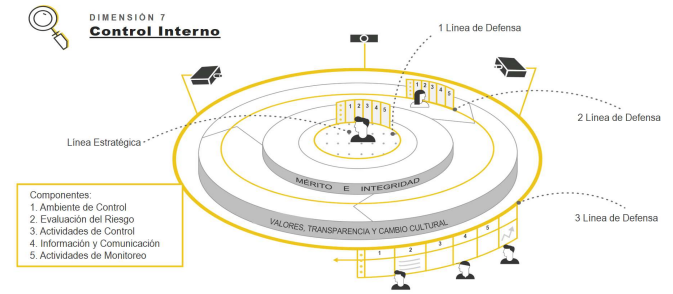 DIMENSIÓN 7
Control Interno
1 Línea de Defensa
1 2 3 4 5
1 2 3 4 5
2 Línea de Defensa
Línea Estratégica
MÉRITO E INTEGRIDAD
VALORES, TRANSPARENCIA Y CAMBIO CULTURAL
3 Línea de Defensa
1 2 3 4 5
Componentes:
1. Ambiente de Control
2. Evaluación del Riesgo
3. Actividades de Control
4. Información y Comunicación
5. Actividades de Monitoreo